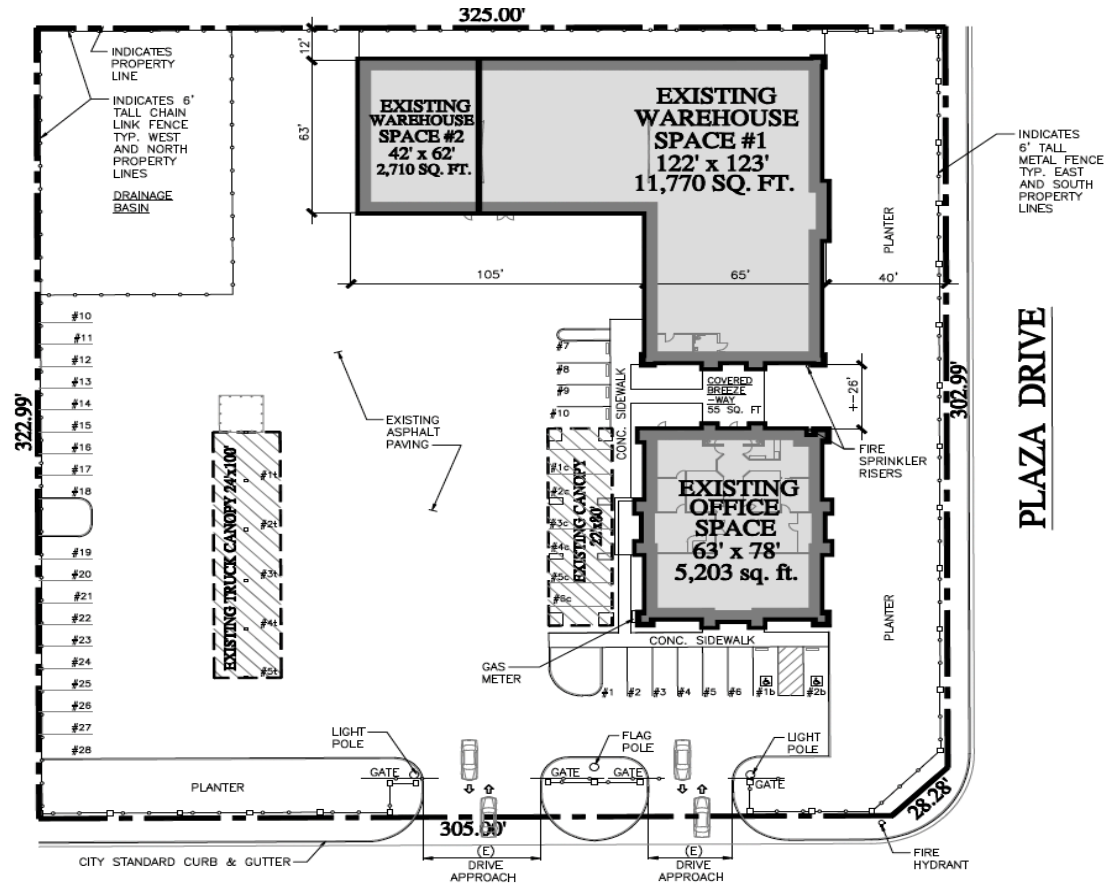 325.00'
INDICATES
PROPERTY
LINE
12'
INDICATES 6'
TALL CHAIN
LINK FENCE
TYP. WEST
AND NORTH
PROPERTY
LINES
DRAINAGE
BASIN
63'
EXISTING
WAREHOUSE
SPACE #2
42' x 62'
2,710 SQ. FT.
EXISTING
WAREHOUSE
SPACE #1
122' x 123'
11,770 SQ. FT.
INDICATES
6' TALL
METAL FENCE
TYP. EAST
AND SOUTH
PROPERTY
LINES
PLANTER
105'
65'
40'
#10
#11
#12
#13
#14
#15
#16
#17
#18
#19
#20
#21
#22
#23
#24
#25
#26
#27
#28
322.99'
302.99'
PLAZA DRIVE
#7
#8
#9
#10
CONC. SIDEWALK
COVERED
BREEZE
-WAY
55 SQ. FT
+-26'
EXISTING
ASPHALT
PAVING
FIRE
SPRINKLER
RISERS
EXISTING TRUCK CANOPY 24'x100'
#1t
#2t
#3t
#4t
#5t
EXISTING CANOPY
22'x80'
#1c
#2c
#3c
#4c
#5c
#6c
EXISTING
OFFICE
SPACE
63' x 78'
5,203 sq. ft.
PLANTER
CONC. SIDEWALK
GAS
METER
#1
#2
#3
#4
#5
#6
#1b
#2b
LIGHT
POLE
FLAG
POLE
LIGHT
POLE
GATE
GATE
GATE
GATE
PLANTER
305.00'
28.28'
CITY STANDARD CURB & GUTTER
(E)
DRIVE
APPROACH
(E)
DRIVE
APPROACH
FIRE
HYDRANT